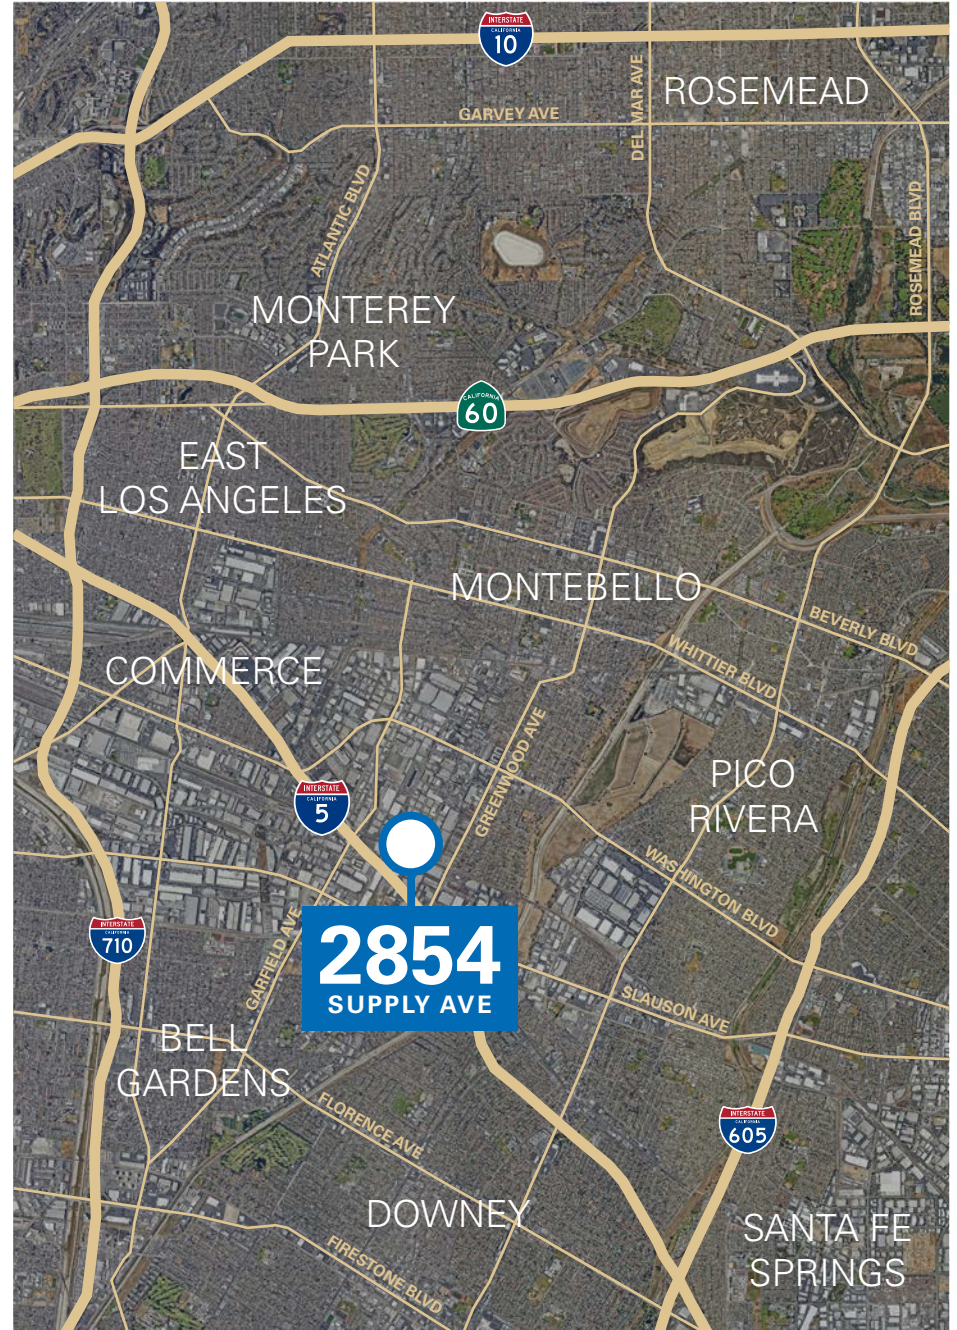 INTERSTATE
CALIFORNIA
10
ROSEMEAD
GARVEY AVE
DEL MAR AVE
ATLANTIC BLVD
ROSEMEAD BLVD
MONTEREY
PARK
CALIFORNIA
60
EAST
LOS ANGELES
MONTEBELLO
BEVERLY BLVD
WHITTIER BLVD
COMMERCE
GREENWOOD AVE
PICO
RIVERA
INTERSTATE
CALIFORNIA
5
WASHINGTON BLVD
INTERSTATE
CALIFORNIA
710
GARFIELD AVE
2854
SUPPLY AVE
SLAUSON AVE
BELL
GARDENS
FLORENCE AVE
INTERSTATE
CALIFORNIA
605
DOWNEY
SANTA FE
SPRINGS
FIRESTONE BLVD